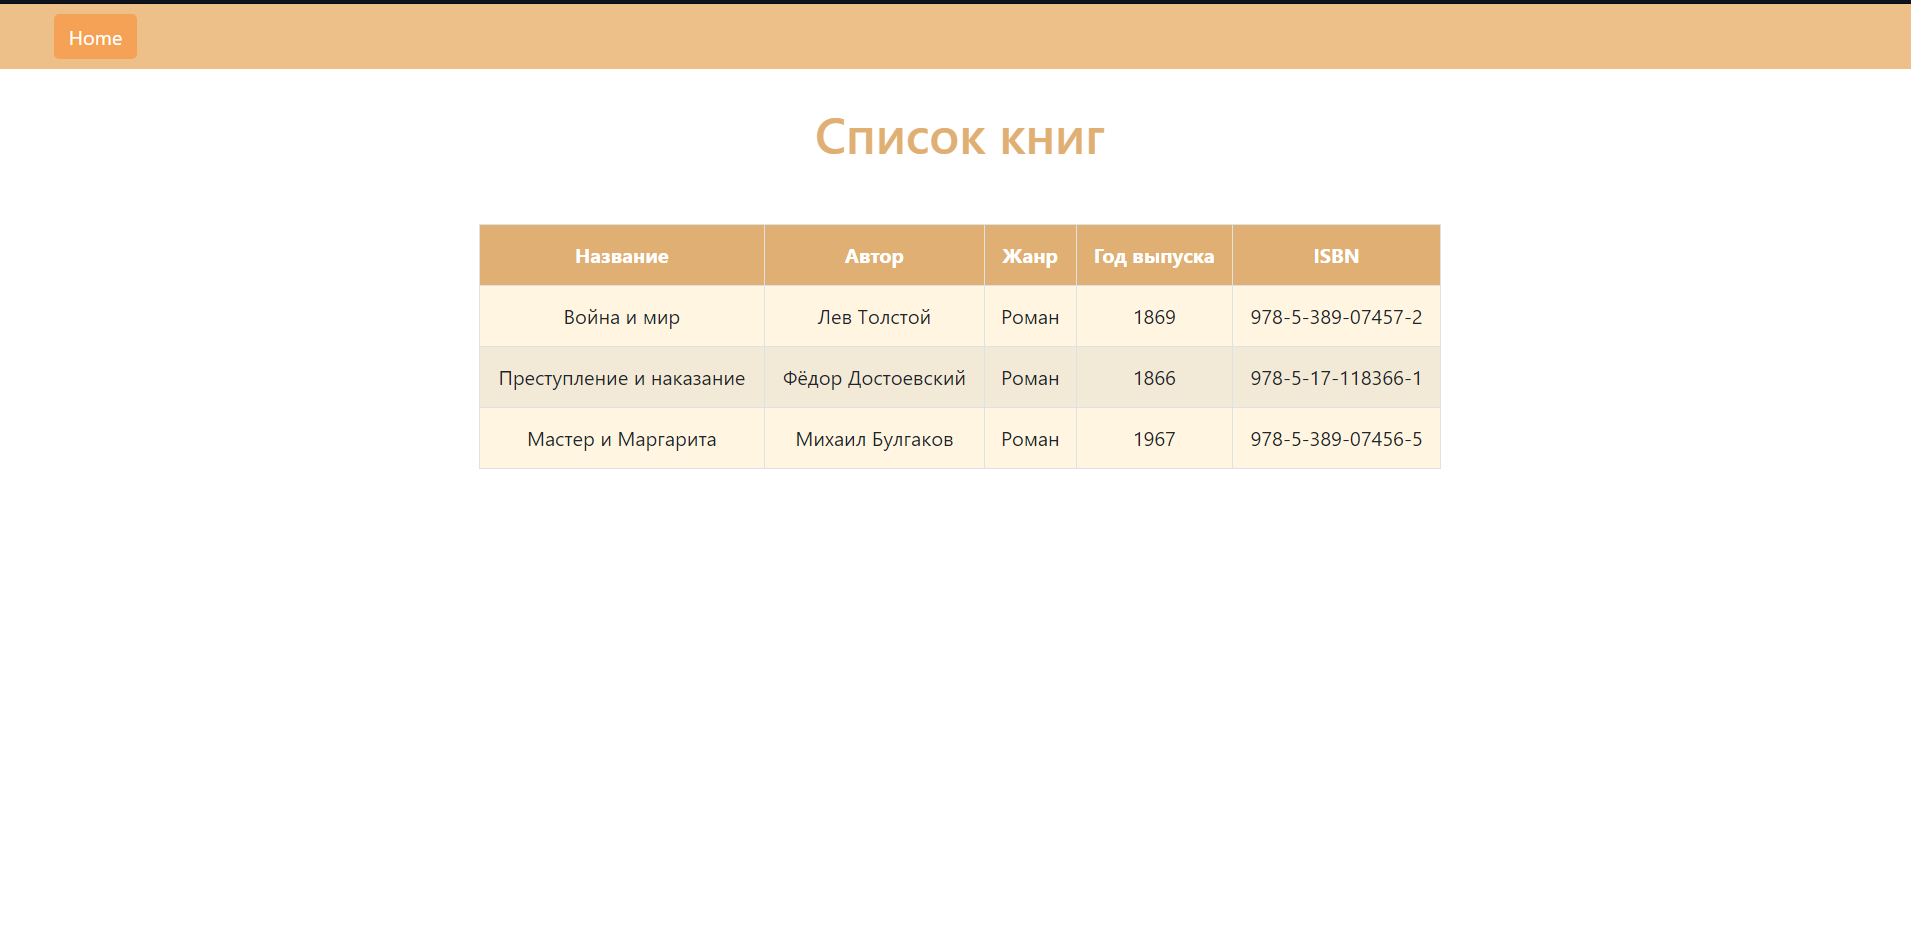 Home
Список книг
Название Автор Жанр Год выпуска ISBN
Война и мир Лев Толстой Роман 1869 978-5-389-07457-2
Преступление и наказание Фёдор Достоевский Роман 1866 978-5-17-118366-1
Мастер и Маргарита Михаил Булгаков Роман 1967 978-5-389-07456-5